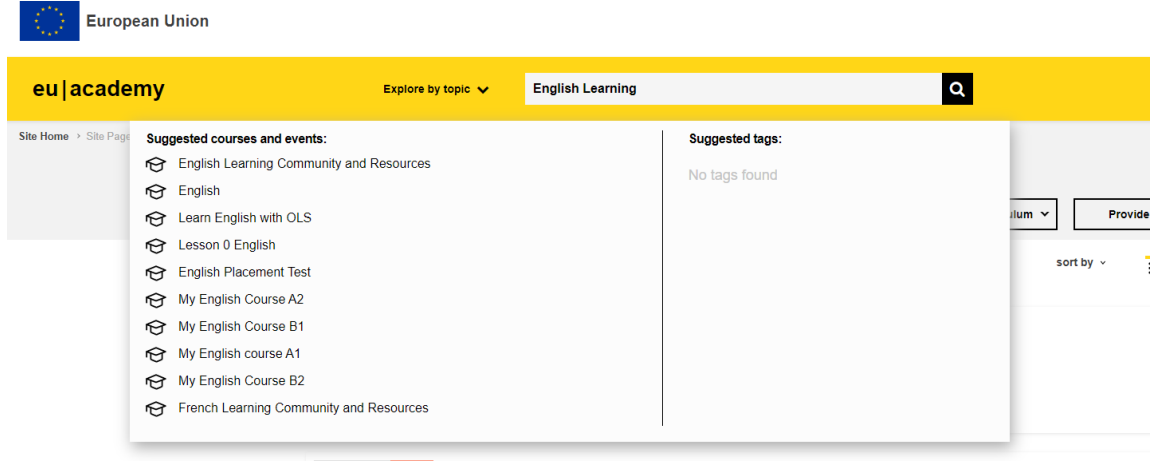 European Union
eu|academy
Explore by topic
English Learning
Site Home > Site Page
Suggested courses and events:
English Learning Community and Resources
English
Learn English with OLS
Lesson 0 English
English Placement Test
My English Course A2
My English Course B1
My English course A1
My English Course B2
French Learning Community and Resources
Suggested tags:
No tags found
ulum
Provide
sort by